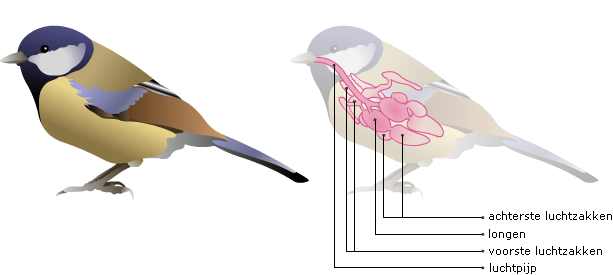 achterste luchtzakken
longen
voorste luchtzakken
luchtpijp